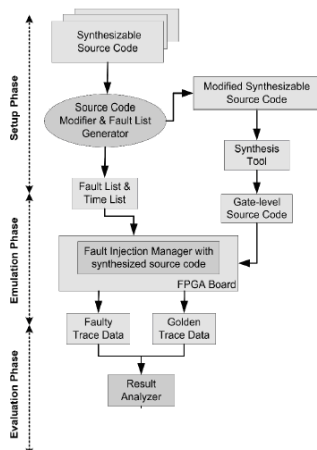 Synthesizable
Source Code
Setup Phase
Source Code
Modifier & Fault List
Generator
Modified Synthesizable
Source Code
Synthesis
Tool
Fault List &
Time List
Gate-level
Source Code
Emulation Phase
Fault Injection Manager with
synthesized source code
FPGA Board
Faulty
Trace Data
Golden
Trace Data
Evaluation Phase
Result
Analyzer